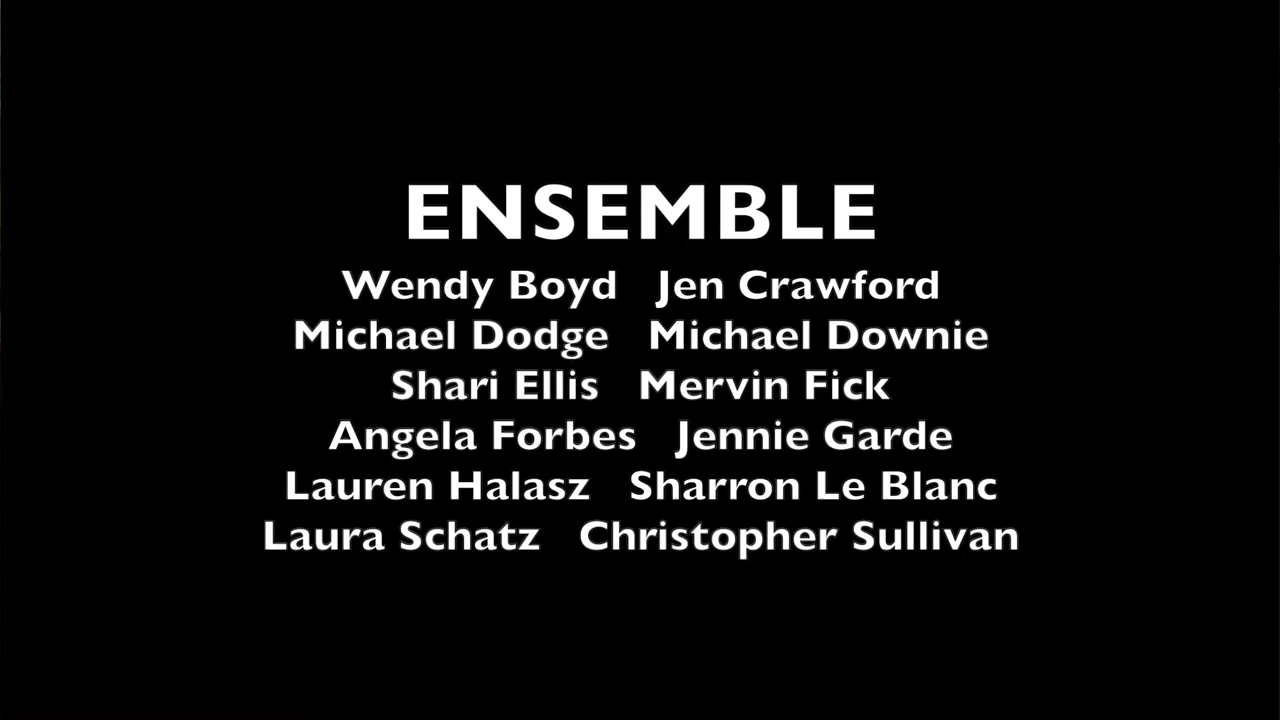 ENSEMBLE
Wendy Boyd Jen Crawford
Michael Dodge Michael Downie
Shari Ellis Mervin Fick
Angela Forbes Jennie Garde
Lauren Halasz Sharron Le Blanc
Laura Schatz Christopher Sullivan